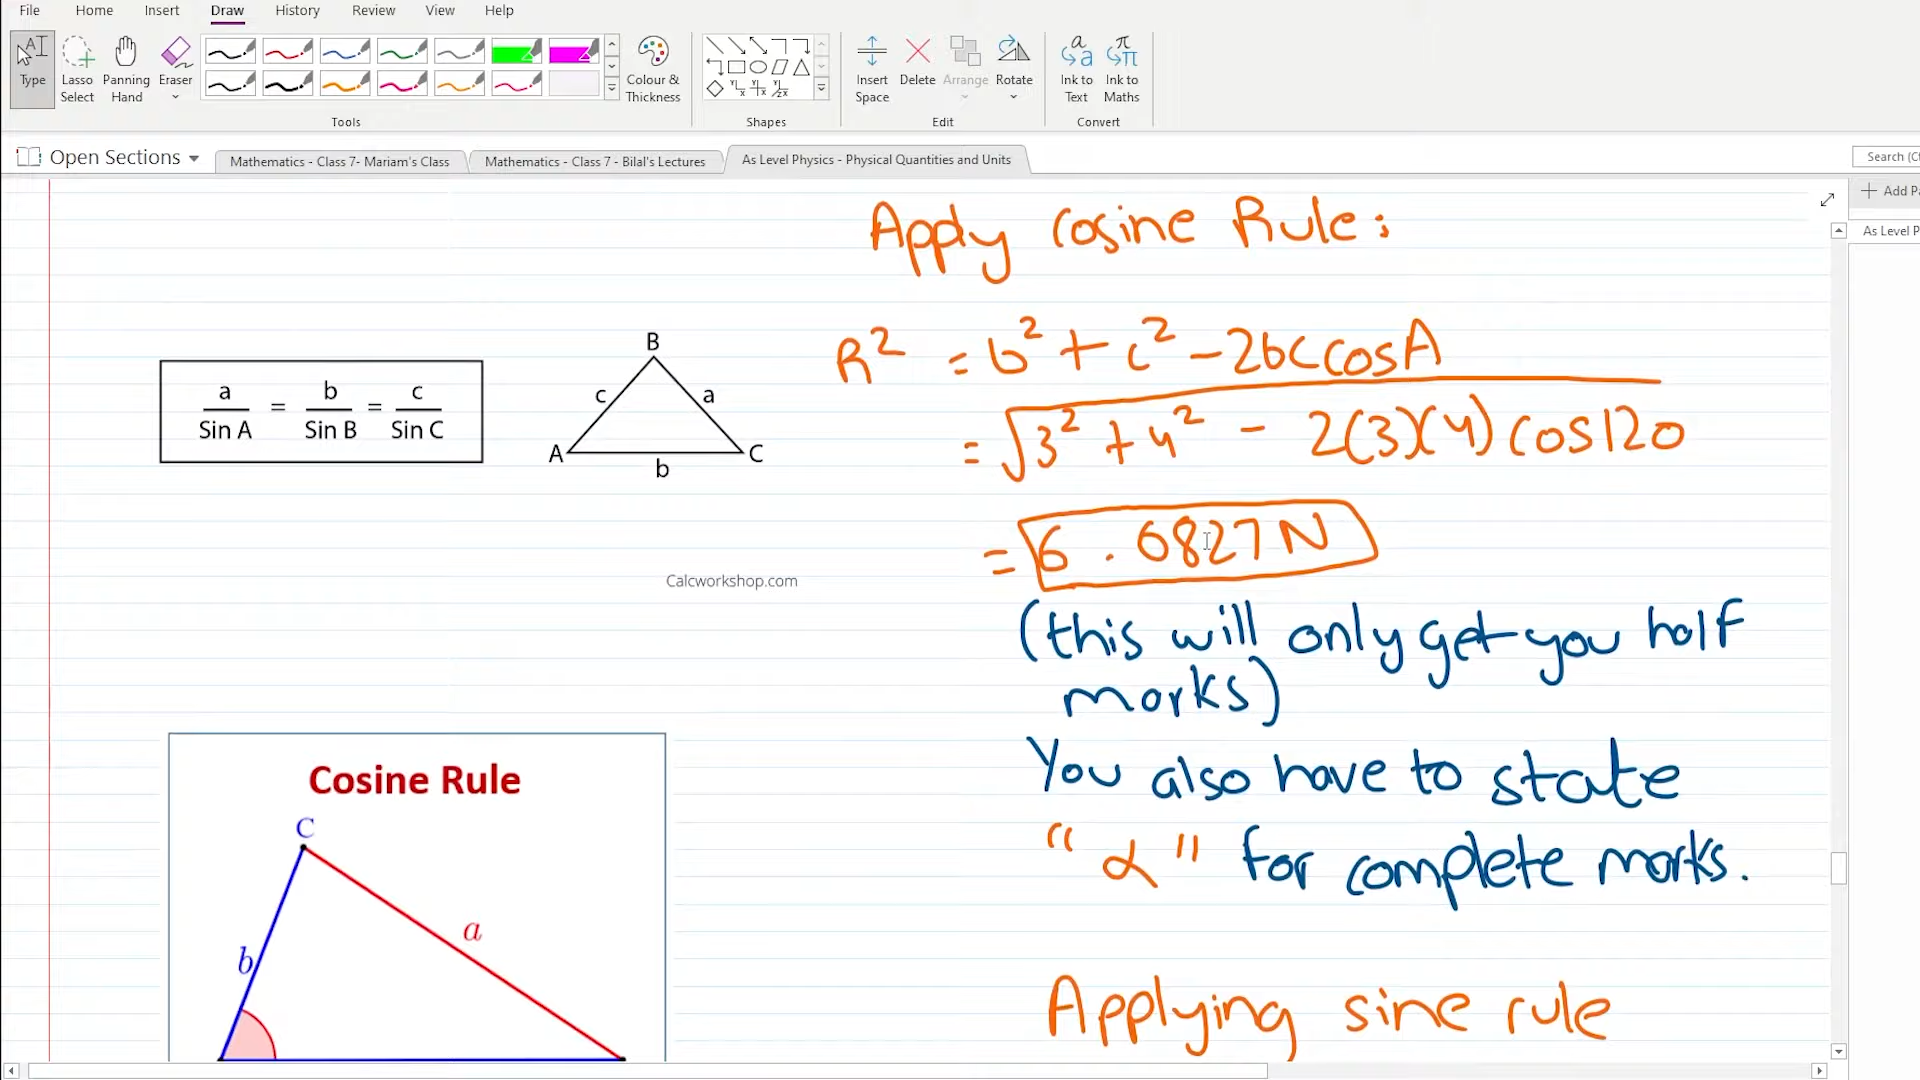 File Home Insert Draw History Review View Help
Type
Lasso Select
Panning Hand
Eraser
Colour & Thickness
Insert Space
Delete
Arrange
Rotate
Ink to Text
Ink to Maths
Tools
Shapes
Edit
Convert
Open Sections
Mathematics - Class 7- Mariam's Class
Mathematics - Class 7 - Bilal's Lectures
As Level Physics - Physical Quantities and Units
Search (Ct
Add Pa
As Level P
Apply cosine Rule:
R² = b² + c² - 2bc cosA
= √3² + 4² - 2(3)(4) cos120
= 6.0827 N
(this will only get you half
marks)
You also have to state
"α" for complete marks.
Applying sine rule
a/Sin A = b/Sin B = c/Sin C
B
c a
A C
b
Calcworkshop.com
Cosine Rule
C
a
b